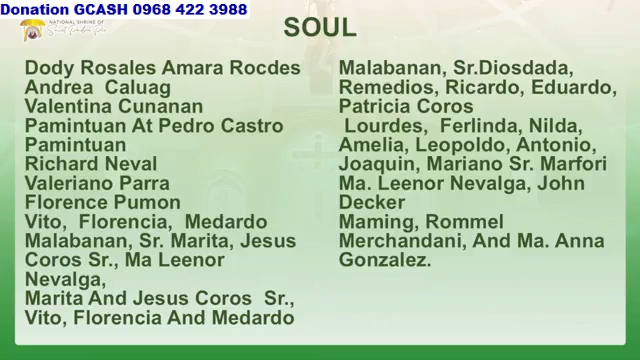 Donation GCASH 0968 422 3988
NATIONAL SHRINE OF
Saint Padre Pio
SOUL
Dody Rosales Amara Rocdes
Andrea Caluag
Valentina Cunanan
Pamintuan At Pedro Castro
Pamintuan
Richard Neval
Valeriano Parra
Florence Pumon
Vito, Florencia, Medardo
Malabanan, Sr. Marita, Jesus
Coros Sr., Ma Leenor
Nevalga,
Marita And Jesus Coros Sr.,
Vito, Florencia And Medardo
Malabanan, Sr.Diosdada,
Remedios, Ricardo, Eduardo,
Patricia Coros
Lourdes, Ferlinda, Nilda,
Amelia, Leopoldo, Antonio,
Joaquin, Mariano Sr. Marfori
Ma. Leenor Nevalga, John
Decker
Maming, Rommel
Merchandani, And Ma. Anna
Gonzalez.